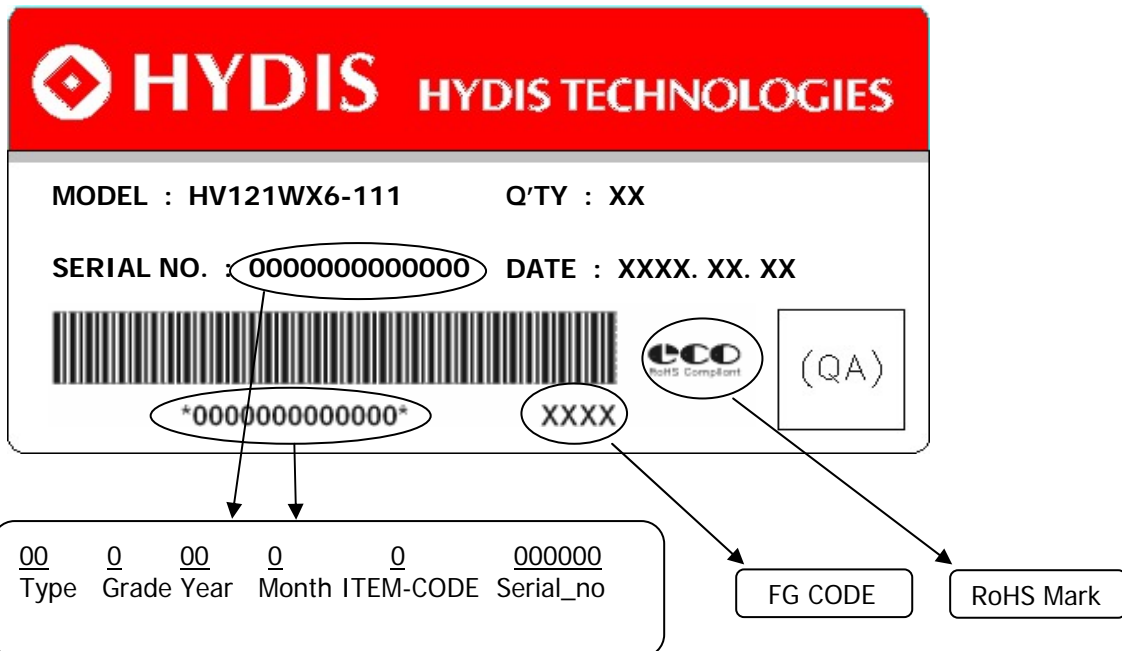 HYDIS HYDIS TECHNOLOGIES
MODEL : HV121WX6-111 Q'TY : XX
SERIAL NO. : 0000000000000 DATE : XXXX. XX. XX
eco
RoHS Compliant
(QA)
*0000000000000* XXXX
00 0 00 0 0 000000
Type Grade Year Month ITEM-CODE Serial_no
FG CODE
RoHS Mark